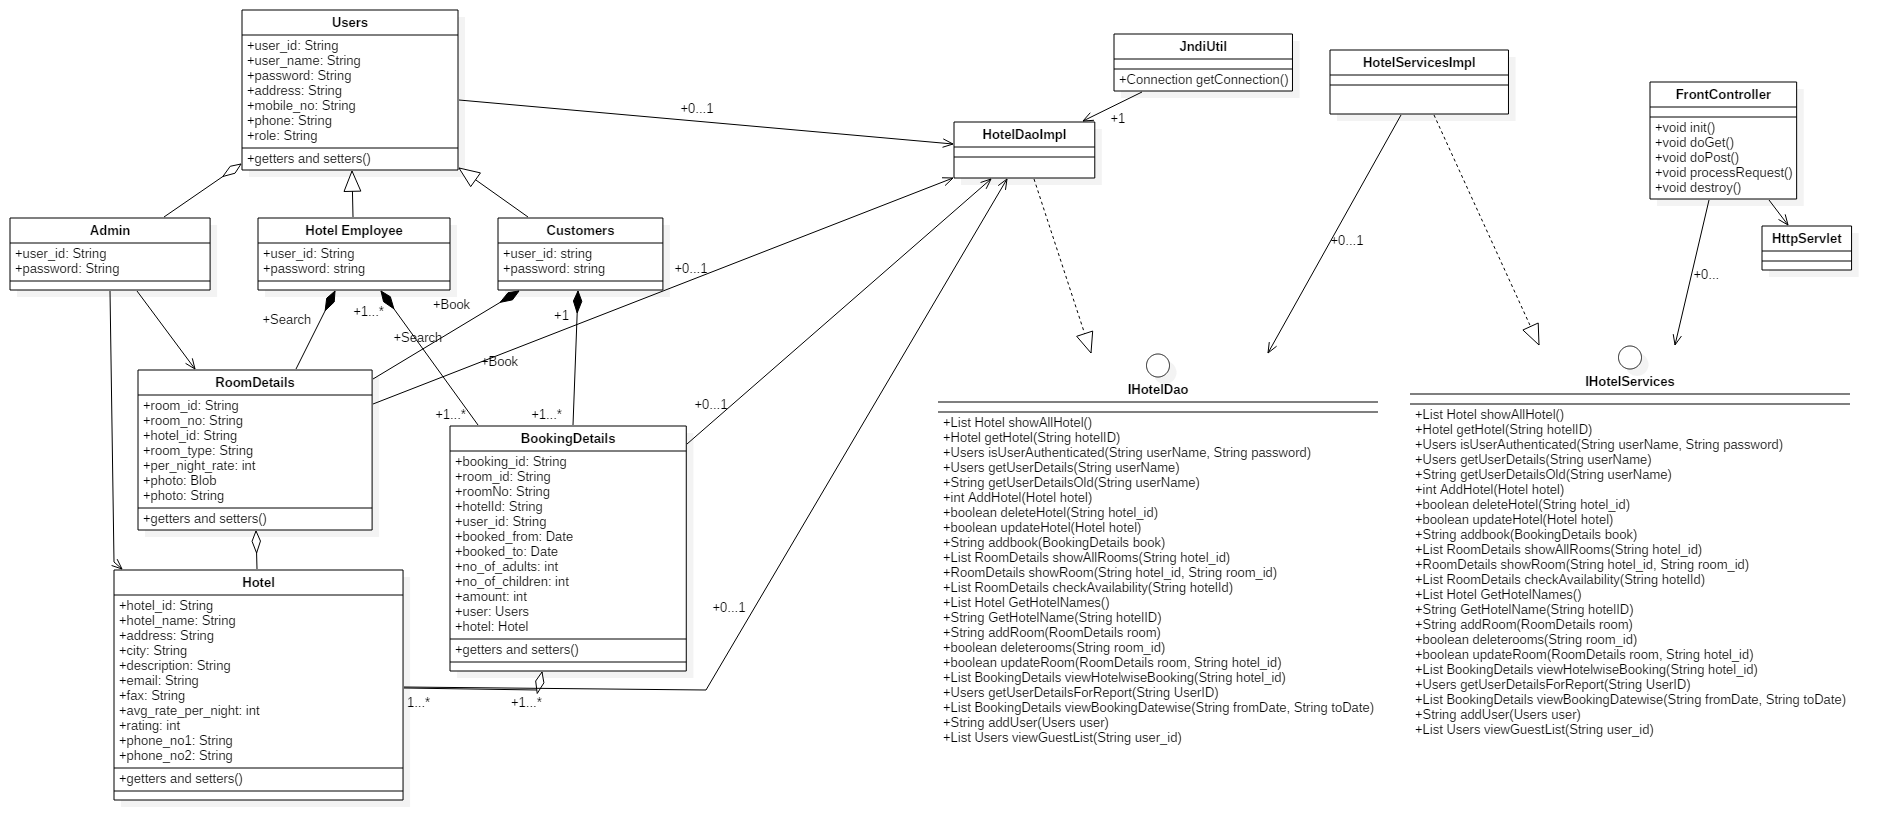 Users
+user_id: String
+user_name: String
+password: String
+address: String
+mobile_no: String
+phone: String
+role: String
+getters and setters()
JndiUtil
+Connection getConnection()
HotelServicesImpl
FrontController
+void init()
+void doGet()
+void doPost()
+void processRequest()
+void destroy()
+0...1
+1
HotelDaoImpl
Admin
+user_id: String
+password: String
Hotel Employee
+user_id: String
+password: string
Customers
+user_id: string
+password: string
HttpServlet
+0...1
+0...1
+0...
+Search
+1...*
+Book
+Search
+1
+Book
+1...*
+1...*
+0...1
RoomDetails
+room_id: String
+room_no: String
+hotel_id: String
+room_type: String
+per_night_rate: int
+photo: Blob
+photo: String
+getters and setters()
BookingDetails
+booking_id: String
+room_id: String
+roomNo: String
+hotelId: String
+user_id: String
+booked_from: Date
+booked_to: Date
+no_of_adults: int
+no_of_children: int
+amount: int
+user: Users
+hotel: Hotel
+getters and setters()
+0...1
1...*
+1...*
Hotel
+hotel_id: String
+hotel_name: String
+address: String
+city: String
+description: String
+email: String
+fax: String
+avg_rate_per_night: int
+rating: int
+phone_no1: String
+phone_no2: String
+getters and setters()
IHotelDao
+List Hotel showAllHotel()
+Hotel getHotel(String hotelID)
+Users isUserAuthenticated(String userName, String password)
+Users getUserDetails(String userName)
+String getUserDetailsOld(String userName)
+int AddHotel(Hotel hotel)
+boolean deleteHotel(String hotel_id)
+boolean updateHotel(Hotel hotel)
+String addbook(BookingDetails book)
+List RoomDetails showAllRooms(String hotel_id)
+RoomDetails showRoom(String hotel_id, String room_id)
+List RoomDetails checkAvailability(String hotelId)
+List Hotel GetHotelNames()
+String GetHotelName(String hotelID)
+String addRoom(RoomDetails room)
+boolean deleterooms(String room_id)
+boolean updateRoom(RoomDetails room, String hotel_id)
+List BookingDetails viewHotelwiseBooking(String hotel_id)
+Users getUserDetailsForReport(String UserID)
+List BookingDetails viewBookingDatewise(String fromDate, String toDate)
+String addUser(Users user)
+List Users viewGuestList(String user_id)
IHotelServices
+List Hotel showAllHotel()
+Hotel getHotel(String hotelID)
+Users isUserAuthenticated(String userName, String password)
+Users getUserDetails(String userName)
+String getUserDetailsOld(String userName)
+int AddHotel(Hotel hotel)
+boolean deleteHotel(String hotel_id)
+boolean updateHotel(Hotel hotel)
+String addbook(BookingDetails book)
+List RoomDetails showAllRooms(String hotel_id)
+RoomDetails showRoom(String hotel_id, String room_id)
+List RoomDetails checkAvailability(String hotelId)
+List Hotel GetHotelNames()
+String GetHotelName(String hotelID)
+String addRoom(RoomDetails room)
+boolean deleterooms(String room_id)
+boolean updateRoom(RoomDetails room, String hotel_id)
+List BookingDetails viewHotelwiseBooking(String hotel_id)
+Users getUserDetailsForReport(String UserID)
+List BookingDetails viewBookingDatewise(String fromDate, String toDate)
+String addUser(Users user)
+List Users viewGuestList(String user_id)